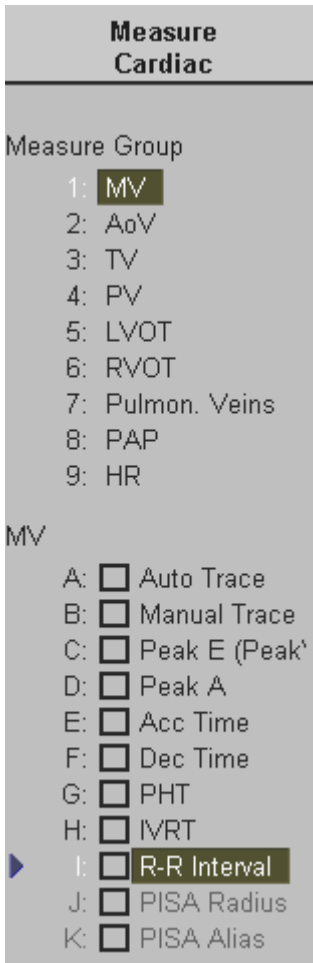 Measure
Cardiac
Measure Group
1: MV
2: AoV
3: TV
4: PV
5: LVOT
6: RVOT
7: Pulmon. Veins
8: PAP
9: HR
MV
A: Auto Trace
B: Manual Trace
C: Peak E (Peak
D: Peak A
E: Acc Time
F: Dec Time
G: PHT
H: IVRT
I: R-R Interval
J: PISA Radius
K: PISA Alias